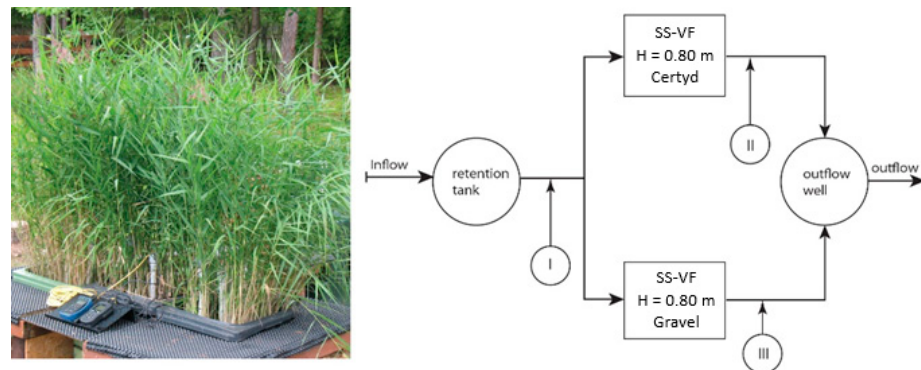 SS-VF
H = 0.80 m
Certyd
II
Inflow
retention
tank
outflow
well
outflow
I
SS-VF
H = 0.80 m
Gravel
III